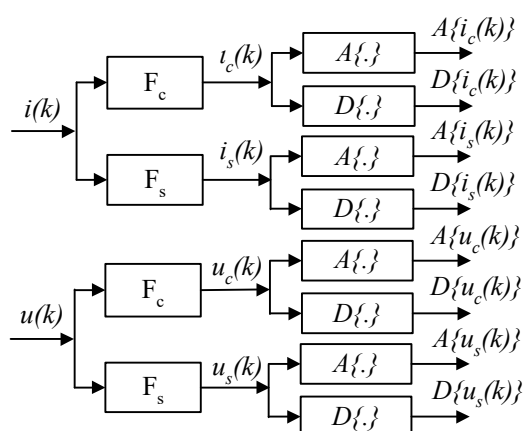 A{i_c(k)}
i_c(k)
A{.}
F_c
D{i_c(k)}
D{.}
i(k)
A{i_s(k)}
i_s(k)
A{.}
F_s
D{i_s(k)}
D{.}
A{u_c(k)}
u_c(k)
A{.}
F_c
D{u_c(k)}
D{.}
u(k)
A{u_s(k)}
u_s(k)
A{.}
F_s
D{u_s(k)}
D{.}